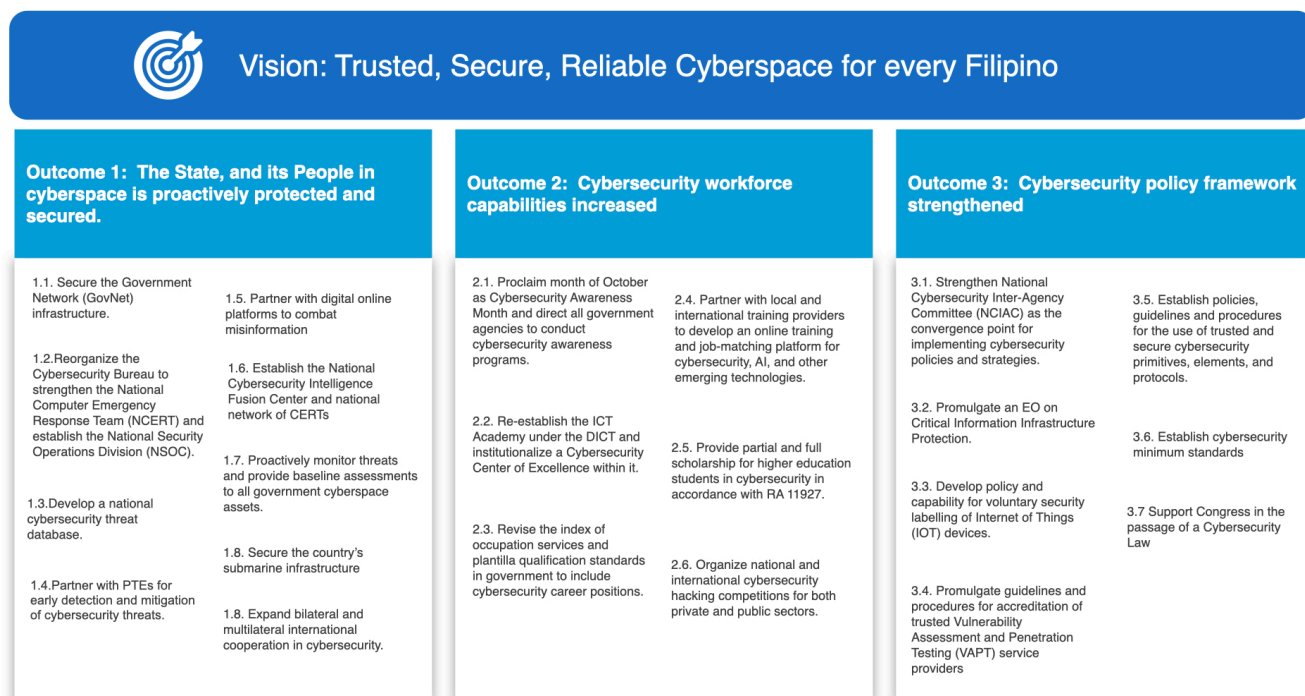 Vision: Trusted, Secure, Reliable Cyberspace for every Filipino
Outcome 1:  The State, and its People in
cyberspace is proactively protected and
secured.
1.1. Secure the Government
Network (GovNet)
infrastructure.
1.2.Reorganize the
Cybersecurity Bureau to
strengthen the National
Computer Emergency
Response Team (NCERT) and
establish the National Security
Operations Division (NSOC).
1.3.Develop a national
cybersecurity threat
database.
1.4.Partner with PTEs for
early detection and mitigation
of cybersecurity threats.
1.5. Partner with digital online
platforms to combat
misinformation
1.6. Establish the National
Cybersecurity Intelligence
Fusion Center and national
network of CERTs
1.7. Proactively monitor threats
and provide baseline assessments
to all government cyberspace
assets.
1.8. Secure the country's
submarine infrastructure
1.8. Expand bilateral and
multilateral international
cooperation in cybersecurity.
Outcome 2:  Cybersecurity workforce
capabilities increased
2.1. Proclaim month of October
as Cybersecurity Awareness
Month and direct all government
agencies to conduct
cybersecurity awareness
programs.
2.2. Re-establish the ICT
Academy under the DICT and
institutionalize a Cybersecurity
Center of Excellence within it.
2.3. Revise the index of
occupation services and
plantilla qualification standards
in government to include
cybersecurity career positions.
2.4. Partner with local and
international training providers
to develop an online training
and job-matching platform for
cybersecurity, AI, and other
emerging technologies.
2.5. Provide partial and full
scholarship for higher education
students in cybersecurity in
accordance with RA 11927.
2.6. Organize national and
international cybersecurity
hacking competitions for both
private and public sectors.
Outcome 3:  Cybersecurity policy framework
strengthened
3.1. Strengthen National
Cybersecurity Inter-Agency
Committee (NCIAC) as the
convergence point for
implementing cybersecurity
policies and strategies.
3.2. Promulgate an EO on
Critical Information Infrastructure
Protection.
3.3. Develop policy and
capability for voluntary security
labelling of Internet of Things
(IOT) devices.
3.4. Promulgate guidelines and
procedures for accreditation of
trusted Vulnerability
Assessment and Penetration
Testing (VAPT) service
providers
3.5. Establish policies,
guidelines and procedures
for the use of trusted and
secure cybersecurity
primitives, elements, and
protocols.
3.6. Establish cybersecurity
minimum standards
3.7 Support Congress in the
passage of a Cybersecurity
Law